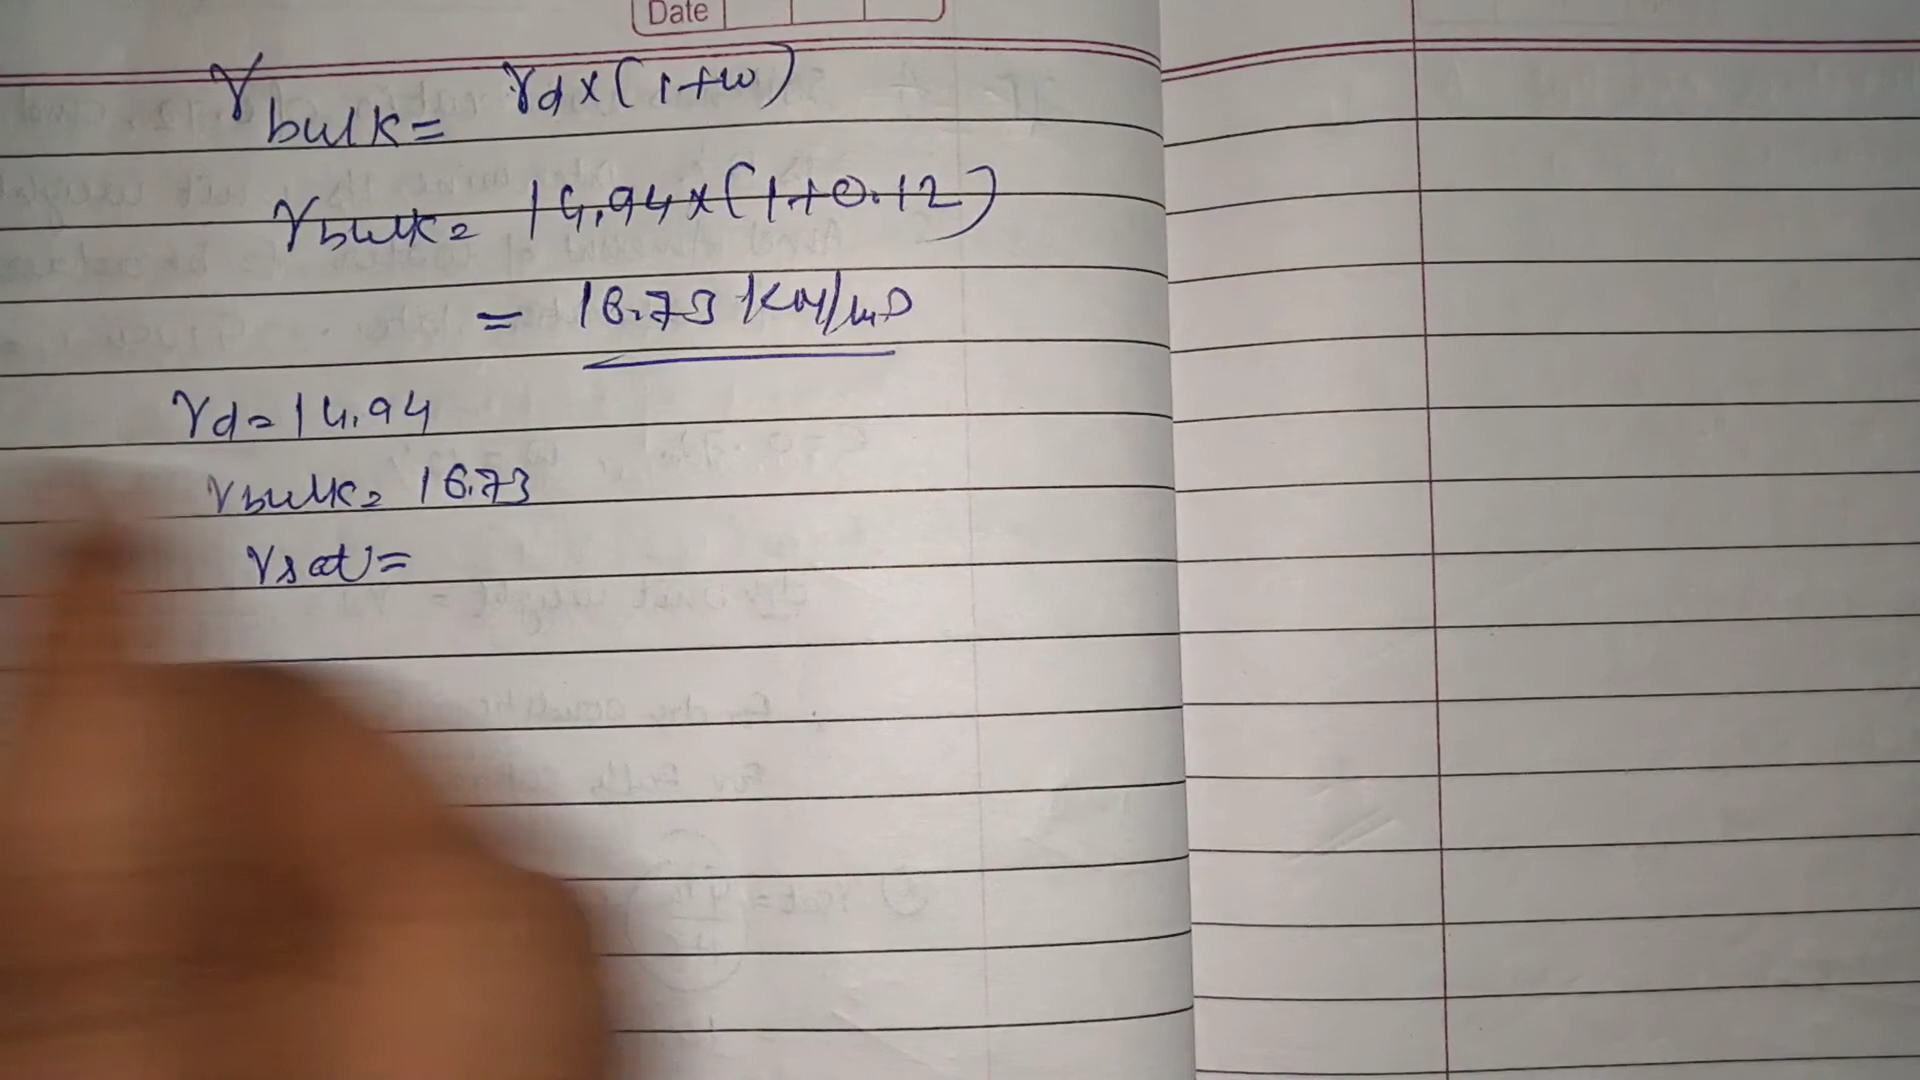 Date
γbulk = γd x (1+w)
γbulk = 14.94 x (1+0.12)
= 16.73 KN/m3
γd = 14.94
γbulk = 16.73
γsat =